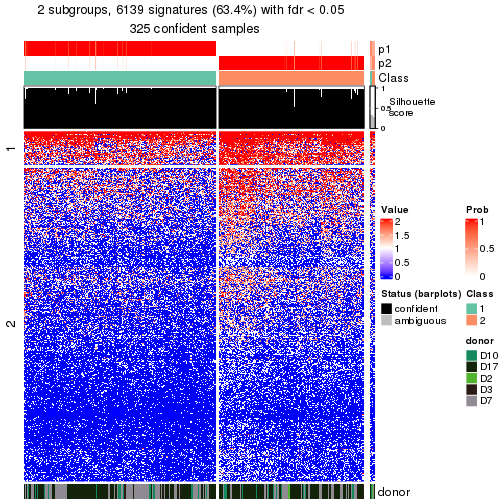 2 subgroups, 6139 signatures (63.4%) with fdr < 0.05
325 confident samples
p1
p2
Class
1
0.5
0
Silhouette
score
1
2
Value
2
1.5
1
0.5
0
Prob
1
0.5
0
Status (barplots)
confident
ambiguous
Class
1
2
donor
D10
D17
D2
D3
D7
donor